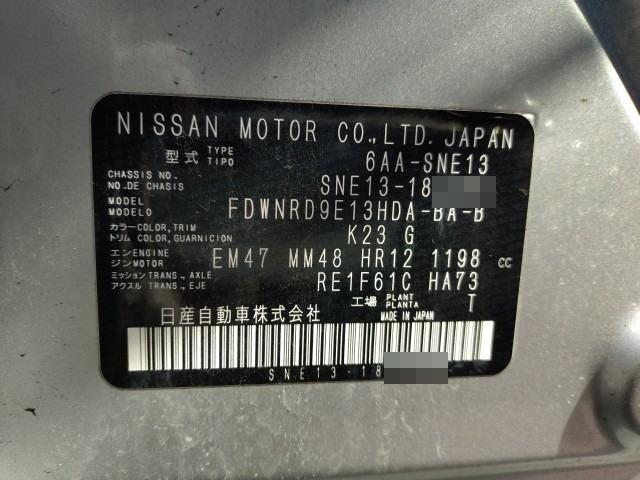 NISSAN MOTOR CO.,LTD. JAPAN
型式 TYPE TIPO 6AA-SNE13
CHASSIS NO. NO.DE CHASIS SNE13-18
MODEL MODELO FDWNRD9E13HDA-BA-B
カラー COLOR, TRIM トリム COLOR, GUARNICION K23 G
エンジン ENGINE MOTOR EM47 MM48 HR12 1198 CC
ミッション TRANS., AXLE アクスル TRANS., EJE RE1F61C HA73
工場 PLANT PLANTA T
日産自動車株式会社 MADE IN JAPAN
SNE13-18